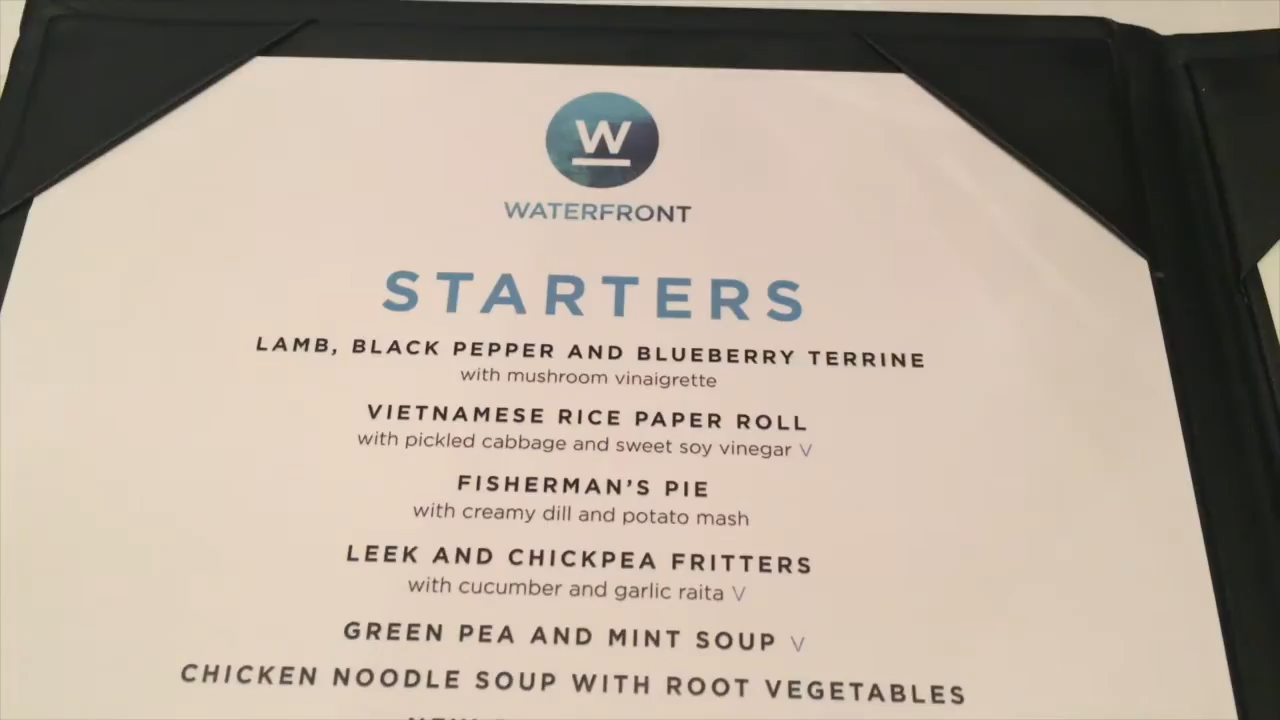 W
WATERFRONT
STARTERS
LAMB, BLACK PEPPER AND BLUEBERRY TERRINE
with mushroom vinaigrette
VIETNAMESE RICE PAPER ROLL
with pickled cabbage and sweet soy vinegar V
FISHERMAN'S PIE
with creamy dill and potato mash
LEEK AND CHICKPEA FRITTERS
with cucumber and garlic raita V
GREEN PEA AND MINT SOUP V
CHICKEN NOODLE SOUP WITH ROOT VEGETABLES